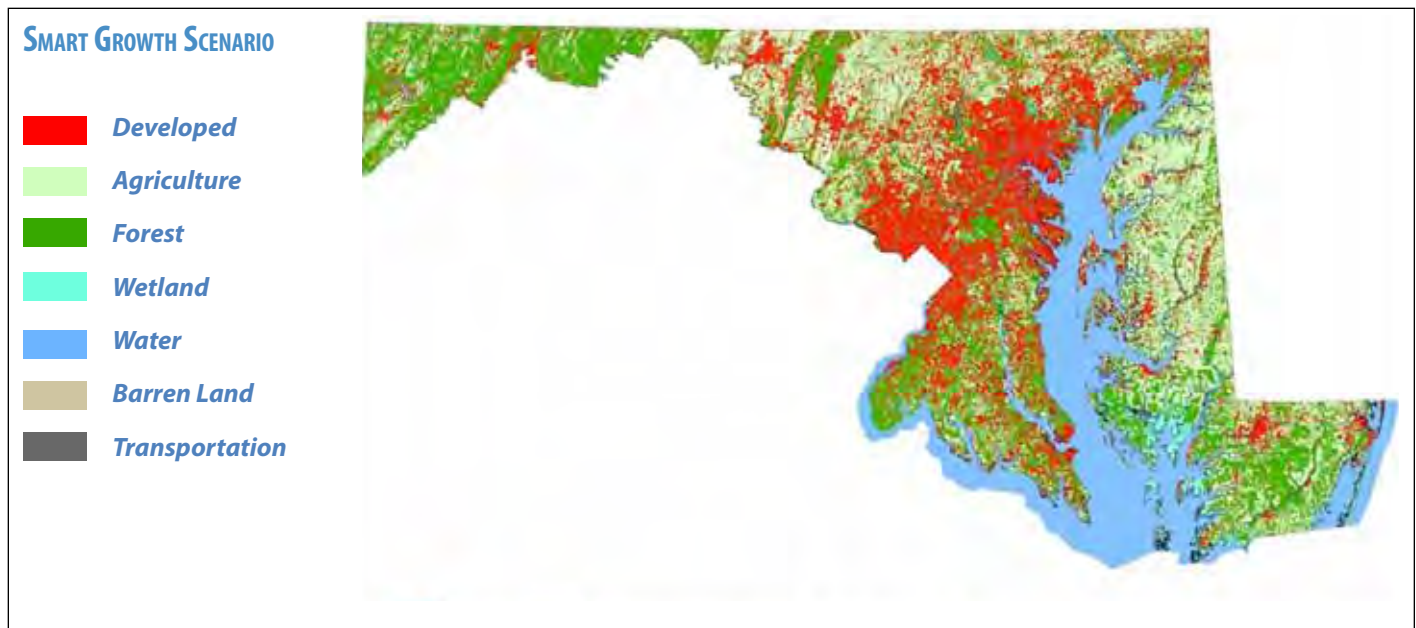 SMART GROWTH SCENARIO
Developed
Agriculture
Forest
Wetland
Water
Barren Land
Transportation